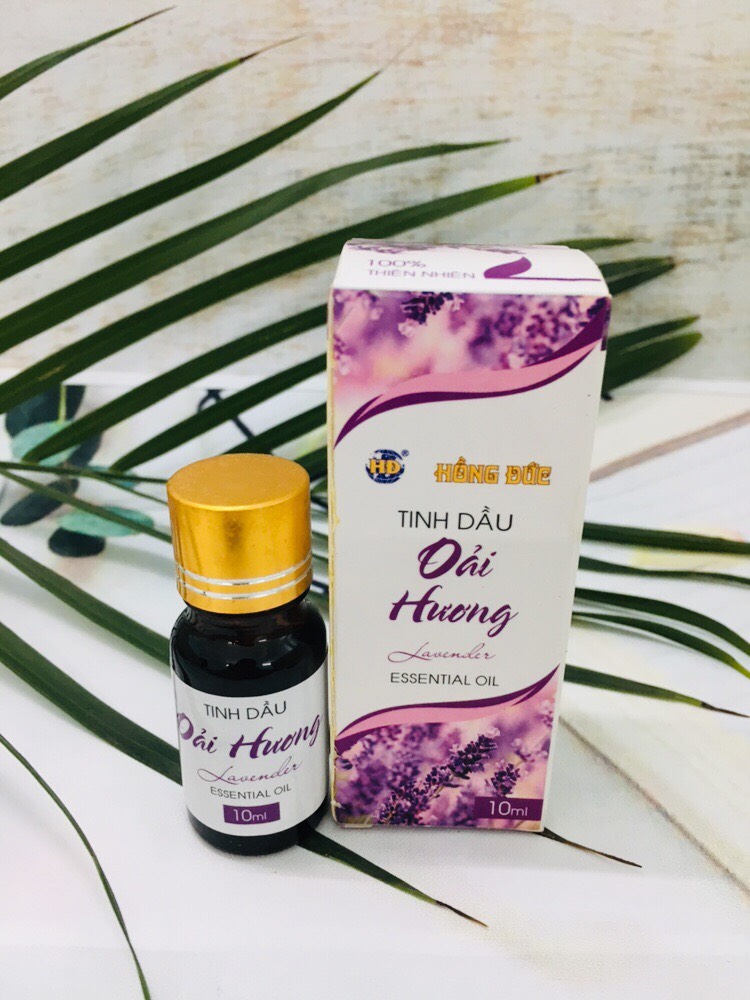 100%
THIÊN NHIÊN
HĐ ® HỒNG ĐỨC
TINH DẦU
Oải
Hương
Lavender
ESSENTIAL OIL
10ml
TINH DẦU
Oải Hương
Lavender
ESSENTIAL OIL
10ml